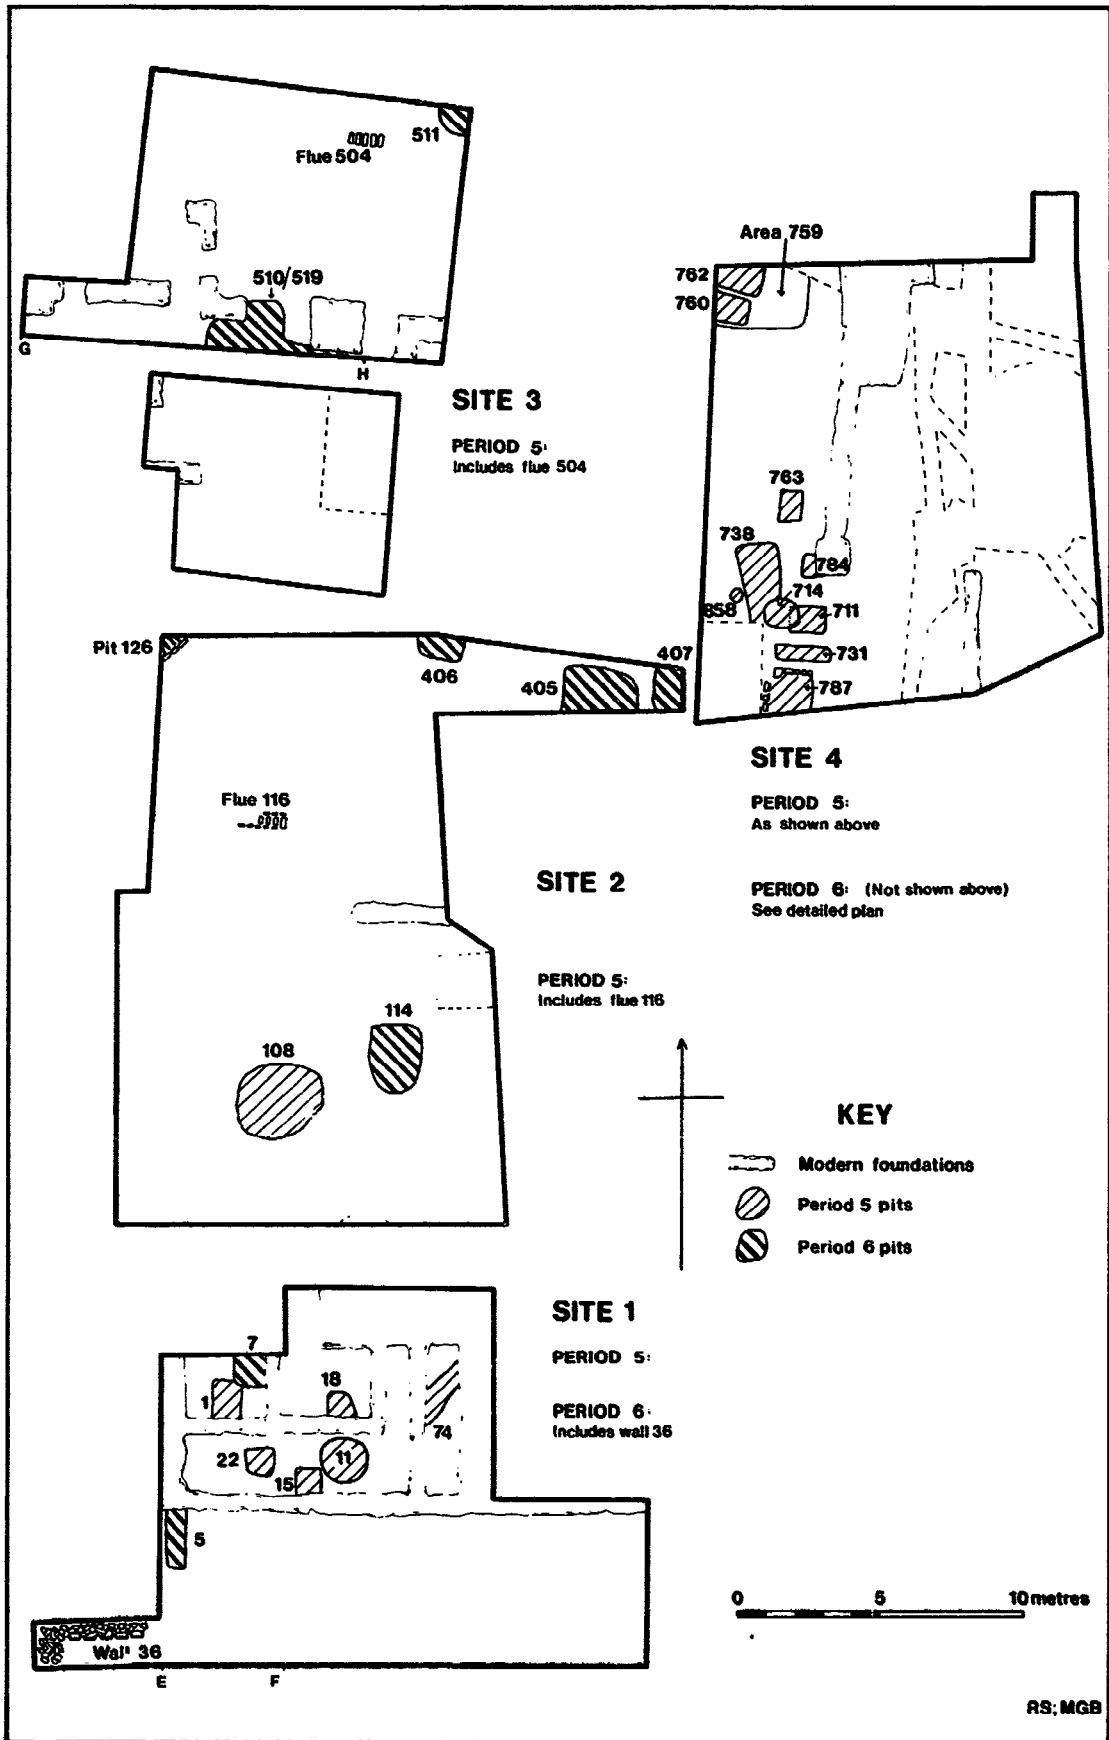 511
Flue 504
510/519
G
H
SITE 3
PERIOD 5:
Includes flue 504
Area 759
762
760
763
738
784
714
858
711
731
787
SITE 4
PERIOD 5:
As shown above
PERIOD 6: (Not shown above)
See detailed plan
Pit 126
406
405
407
Flue 116
SITE 2
PERIOD 5:
Includes flue 116
114
108
KEY
Modern foundations
Period 5 pits
Period 6 pits
SITE 1
PERIOD 5:
PERIOD 6:
Includes wall 36
7
18
1
74
22
11
15
5
Wall 36
E
F
0 5 10 metres
RS; MGB